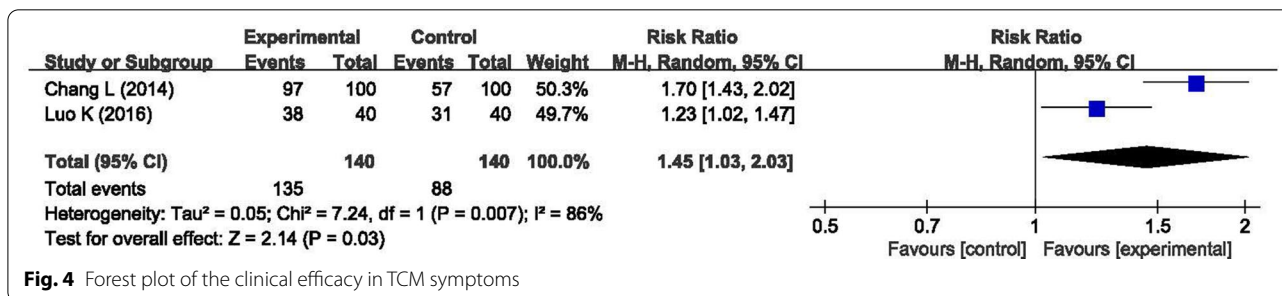 Experimental Control Risk Ratio Risk Ratio
Study or Subgroup Events Total Events Total Weight M-H, Random, 95% CI M-H, Random, 95% CI
Chang L (2014) 97 100 57 100 50.3% 1.70 [1.43, 2.02]
Luo K (2016) 38 40 31 40 49.7% 1.23 [1.02, 1.47]
Total (95% CI) 140 140 100.0% 1.45 [1.03, 2.03]
Total events 135 88
Heterogeneity: Tau² = 0.05; Chi² = 7.24, df = 1 (P = 0.007); I² = 86%
Test for overall effect: Z = 2.14 (P = 0.03)
0.5 0.7 1 1.5 2
Favours [control] Favours [experimental]
Fig. 4 Forest plot of the clinical efficacy in TCM symptoms